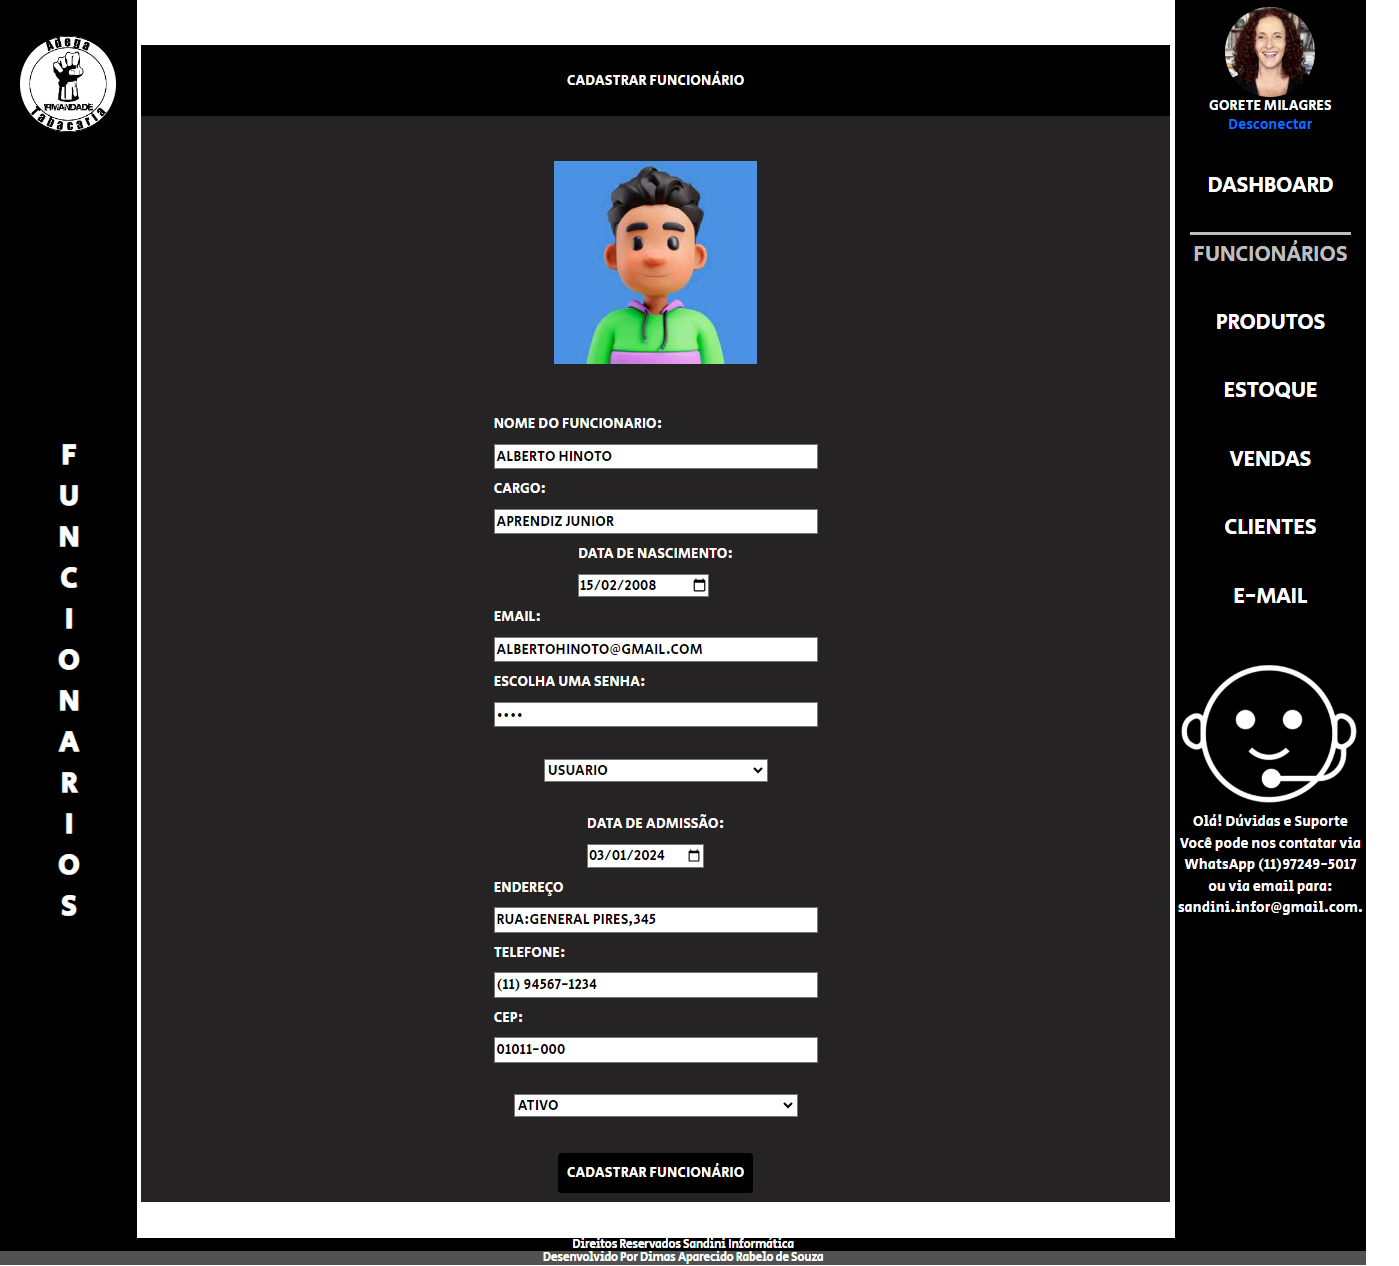 Adega
IRMANDADE
Tabacaria
F
U
N
C
I
O
N
A
R
I
O
S
CADASTRAR FUNCIONÁRIO
NOME DO FUNCIONARIO:
ALBERTO HINOTO
CARGO:
APRENDIZ JUNIOR
DATA DE NASCIMENTO:
15/02/2008
EMAIL:
ALBERTOHINOTO@GMAIL.COM
ESCOLHA UMA SENHA:
••••
USUARIO
DATA DE ADMISSÃO:
03/01/2024
ENDEREÇO
RUA:GENERAL PIRES,345
TELEFONE:
(11) 94567-1234
CEP:
01011-000
ATIVO
CADASTRAR FUNCIONÁRIO
GORETE MILAGRES
Desconectar
DASHBOARD
FUNCIONÁRIOS
PRODUTOS
ESTOQUE
VENDAS
CLIENTES
E-MAIL
Olá! Dúvidas e Suporte
Você pode nos contatar via
WhatsApp (11)97249-5017
ou via email para:
sandini.infor@gmail.com.
Direitos Reservados Sandini Informática
Desenvolvido Por Dimas Aparecido Rabelo de Souza